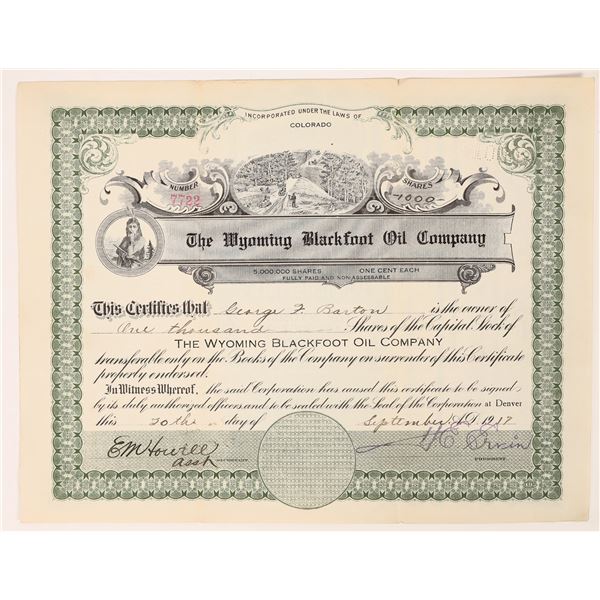 INCORPORATED UNDER THE LAWS OF
COLORADO
NUMBER
7722
SHARES
-1000-
The Wyoming Blackfoot Oil Company
5,000,000 SHARES ONE CENT EACH
FULLY PAID AND NON-ASSESSABLE
This Certifies that George F. Barton is the owner of
One thousand Shares of the Capital Stock of
THE WYOMING BLACKFOOT OIL COMPANY
transferable only on the Books of the Company on surrender of this Certificate
properly endorsed.
In Witness Whereof, the said Corporation has caused this certificate to be signed
by its duly authorized officers and to be sealed with the Seal of the Corporation at Denver
this 20th day of September A.D. 1917
EM Howell
Asst SECRETARY.
Irwin
PRESIDENT.